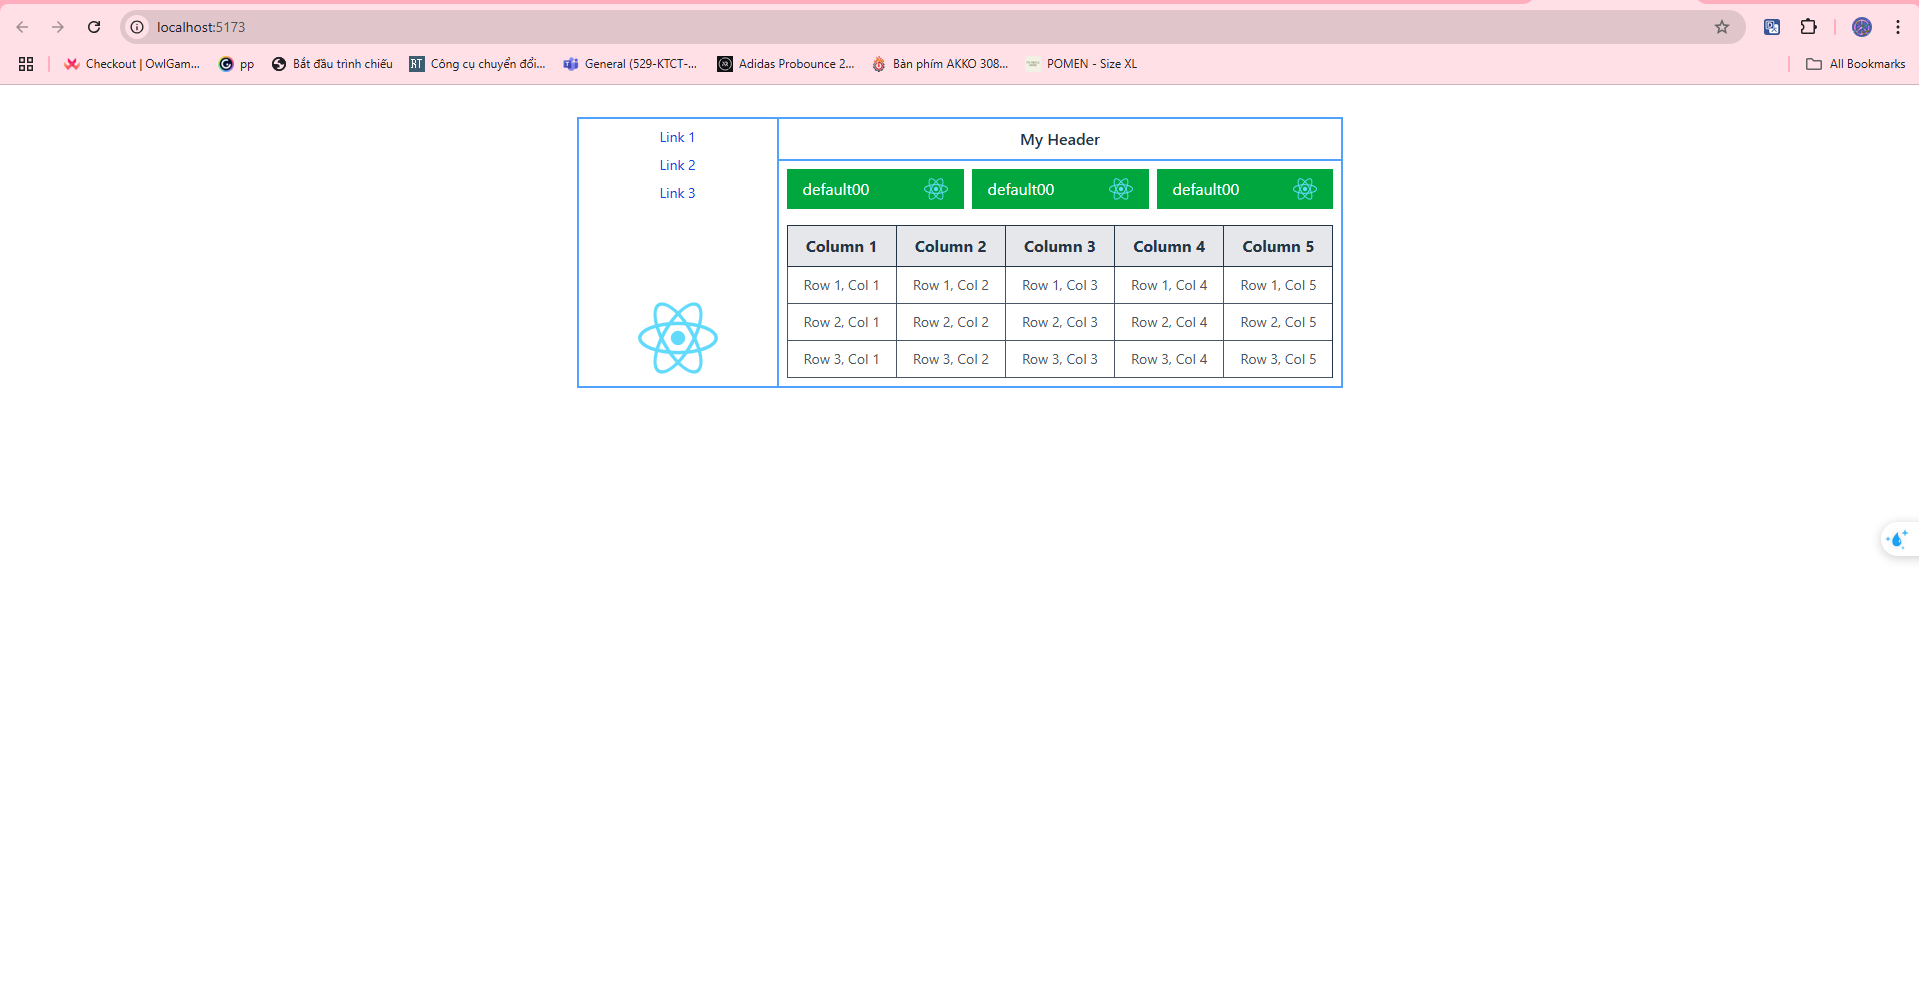 localhost:5173
Checkout | OwlGam...
pp
Bắt đầu trình chiếu
Công cụ chuyển đổi...
General (529-KTCT-...
Adidas Probounce 2...
Bàn phím AKKO 308...
POMEN - Size XL
All Bookmarks
Link 1
Link 2
Link 3
My Header
default00 default00 default00
Column 1 Column 2 Column 3 Column 4 Column 5
Row 1, Col 1 Row 1, Col 2 Row 1, Col 3 Row 1, Col 4 Row 1, Col 5
Row 2, Col 1 Row 2, Col 2 Row 2, Col 3 Row 2, Col 4 Row 2, Col 5
Row 3, Col 1 Row 3, Col 2 Row 3, Col 3 Row 3, Col 4 Row 3, Col 5